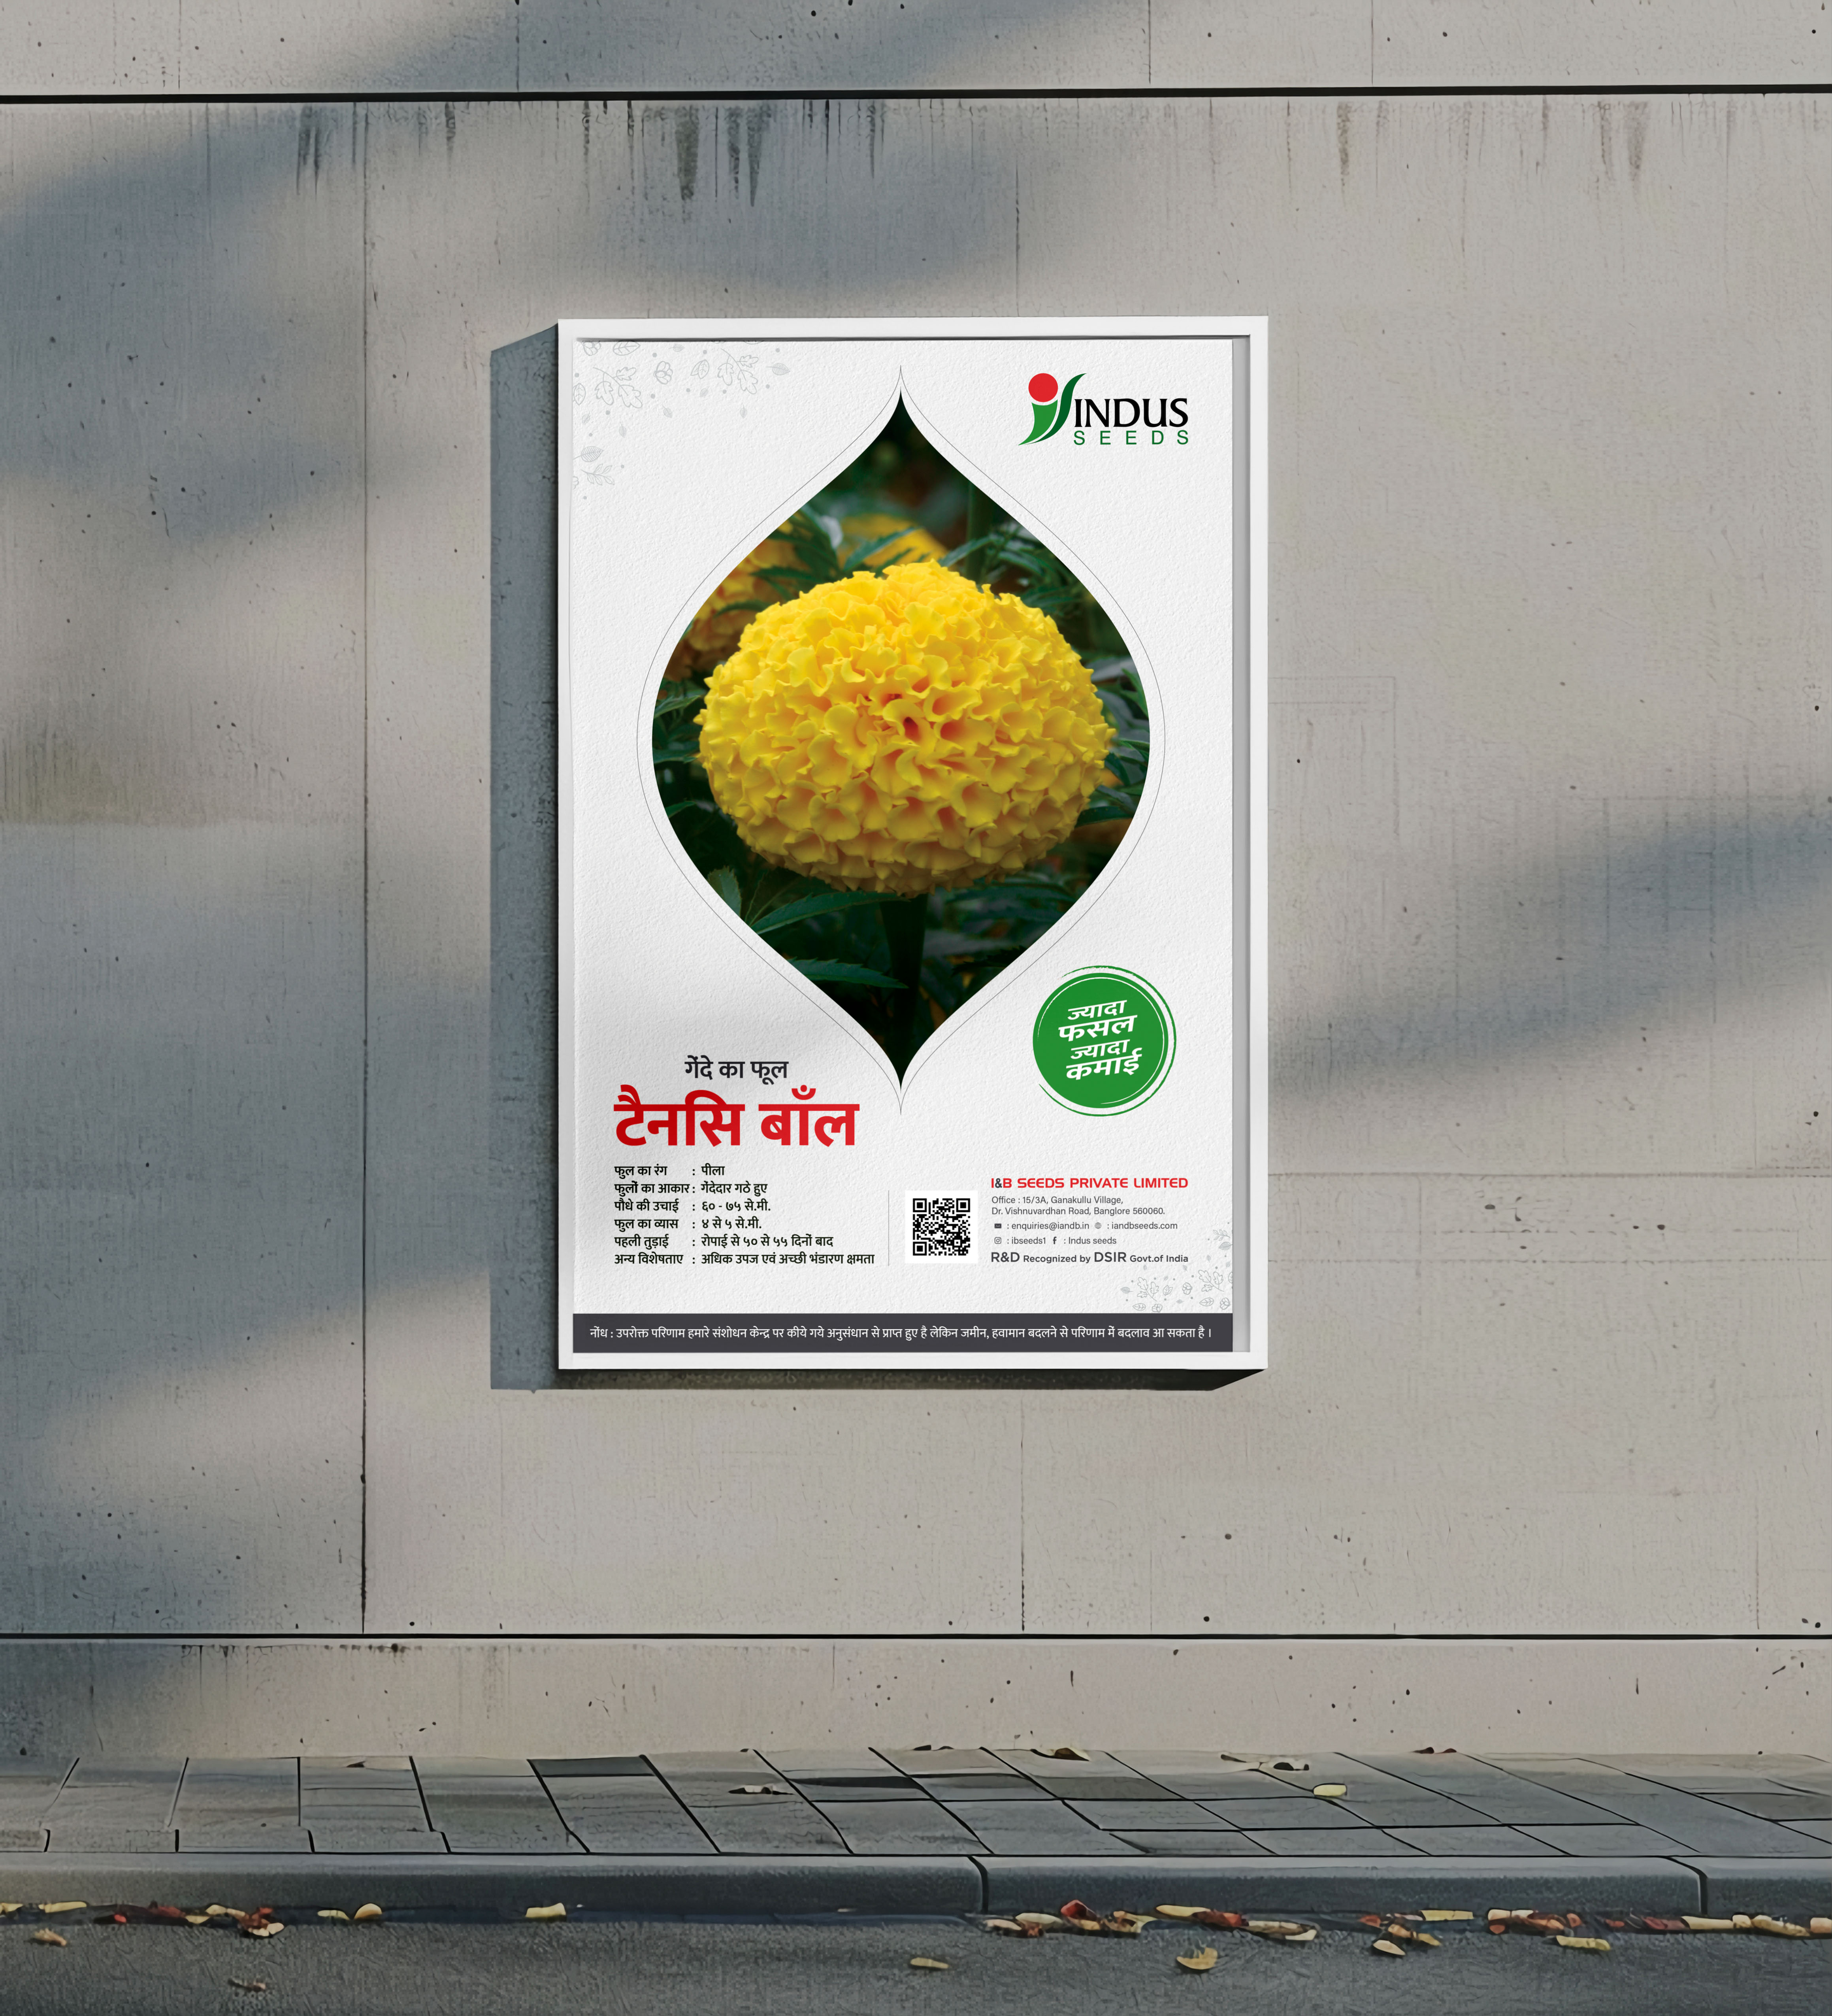 INDUS
SEEDS
ज्यादा
फसल
ज्यादा
कमाई
गेंदे का फूल
टैनसि बॉंल
फुल का रंग : पीला
फुलों का आकार : गेंदेदार गठे हुए
पौधे की उचाई : ६० - ७५ से.मी.
फुल का व्यास : ४ से ५ से.मी.
पहली तुड़ाई : रोपाई से ५० से ५५ दिनों बाद
अन्य विशेषताए : अधिक उपज एवं अच्छी भंडारण क्षमता
I&B SEEDS PRIVATE LIMITED
Office : 15/3A, Ganakullu Village,
Dr. Vishnuvardhan Road, Banglore 560060.
: enquiries@iandb.in : iandbseeds.com
: ibseeds1 : Indus seeds
R&D Recognized by DSIR Govt.of India
नोंध : उपरोक्त परिणाम हमारे संशोधन केन्द्र पर कीये गये अनुसंधान से प्राप्त हुए है लेकिन जमीन, हवामान बदलने से परिणाम में बदलाव आ सकता है ।